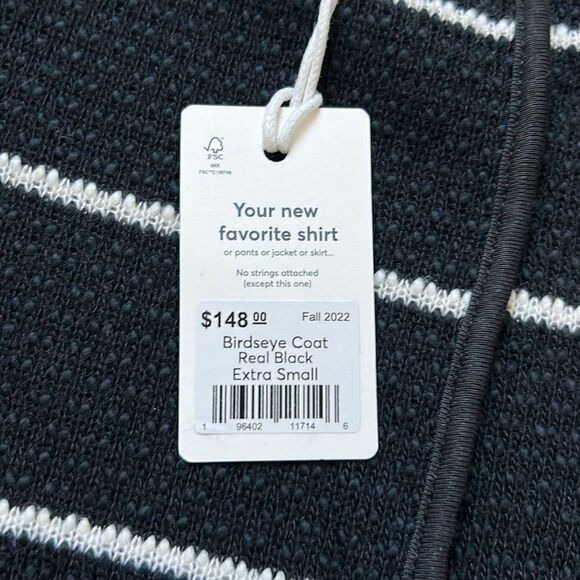 FSC
MIX
Your new
favorite shirt
or pants or jacket or skirt...
No strings attached
(except this one)
$148 00 Fall 2022
Birdseye Coat
Real Black
Extra Small
1 96402 11714 6